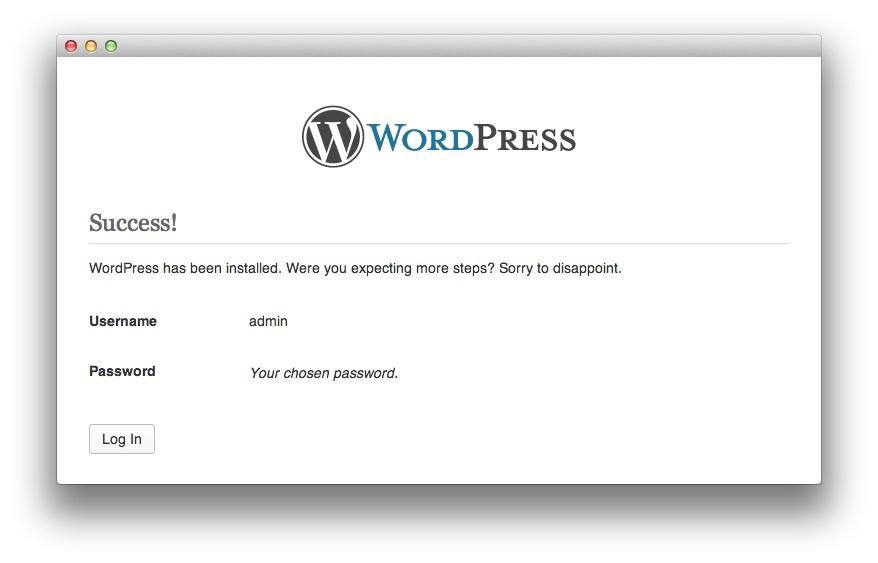 WORDPRESS
Success!
WordPress has been installed. Were you expecting more steps? Sorry to disappoint.
Username admin
Password Your chosen password.
Log In